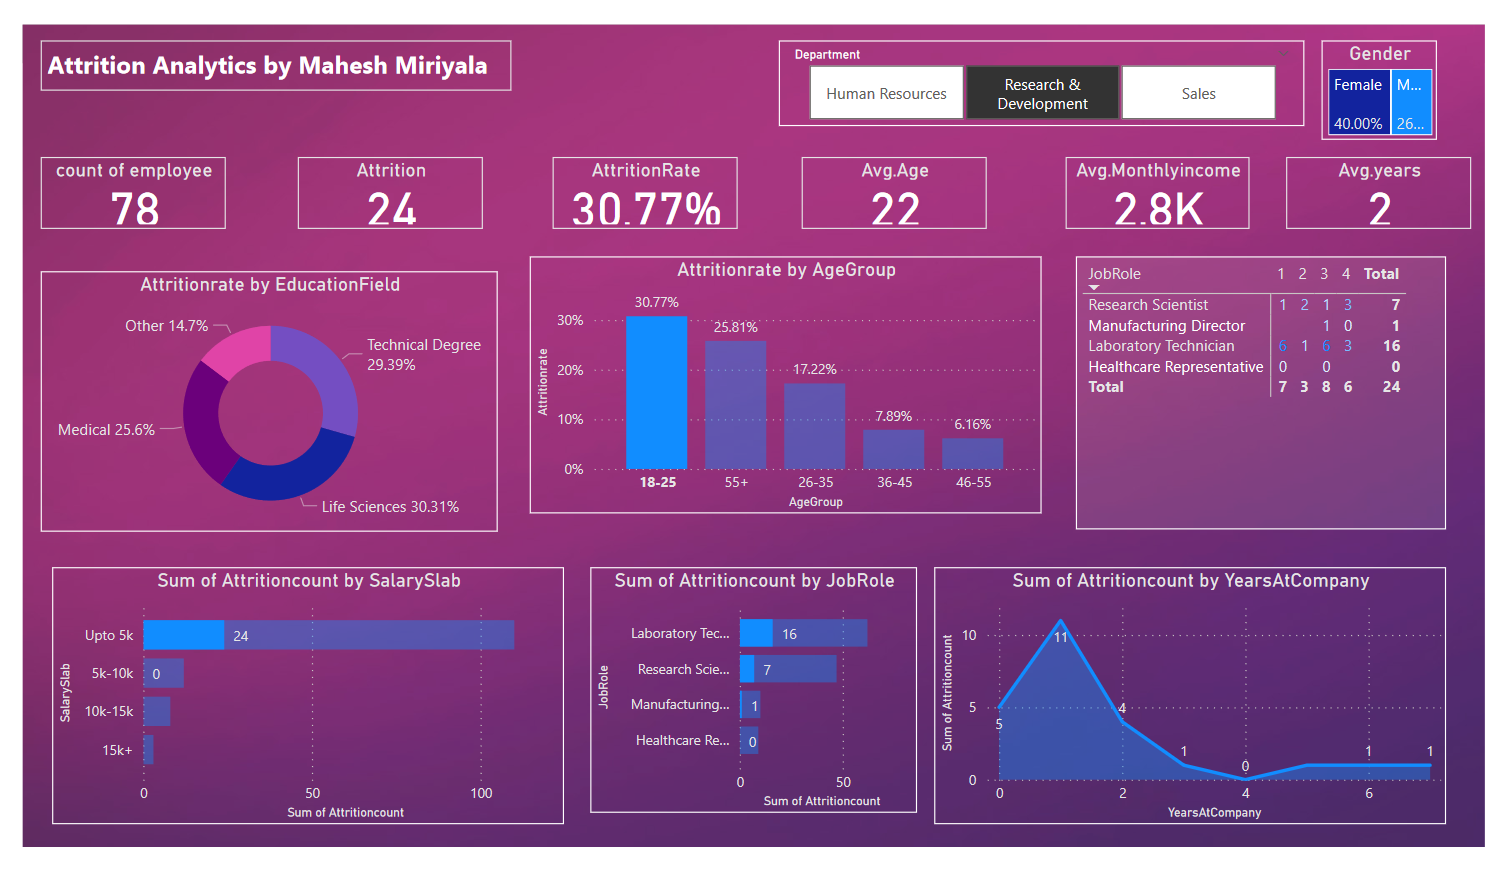 Attrition Analytics by Mahesh Miriyala
Department
Human Resources
Research &
Development
Sales
Gender
Female
M...
40.00%
26...
count of employee
78
Attrition
24
AttritionRate
30.77%
Avg.Age
22
Avg.Monthlyincome
2.8K
Avg.years
2
Attritionrate by EducationField
Other 14.7%
Technical Degree
29.39%
Medical 25.6%
Life Sciences 30.31%
Attritionrate by AgeGroup
Attritionrate
30%
20%
10%
0%
30.77%
25.81%
17.22%
7.89%
6.16%
18-25
55+
26-35
36-45
46-55
AgeGroup
JobRole 1 2 3 4 Total
Research Scientist 1 2 1 3 7
Manufacturing Director 1 0 1
Laboratory Technician 6 1 6 3 16
Healthcare Representative 0 0 0
Total 7 3 8 6 24
Sum of Attritioncount by SalarySlab
SalarySlab
Upto 5k 24
5k-10k 0
10k-15k
15k+
0 50 100
Sum of Attritioncount
Sum of Attritioncount by JobRole
JobRole
Laboratory Tec... 16
Research Scie... 7
Manufacturing... 1
Healthcare Re... 0
0 50
Sum of Attritioncount
Sum of Attritioncount by YearsAtCompany
Sum of Attritioncount
10
5
0
5
11
4
1
0
1
1
0 2 4 6
YearsAtCompany